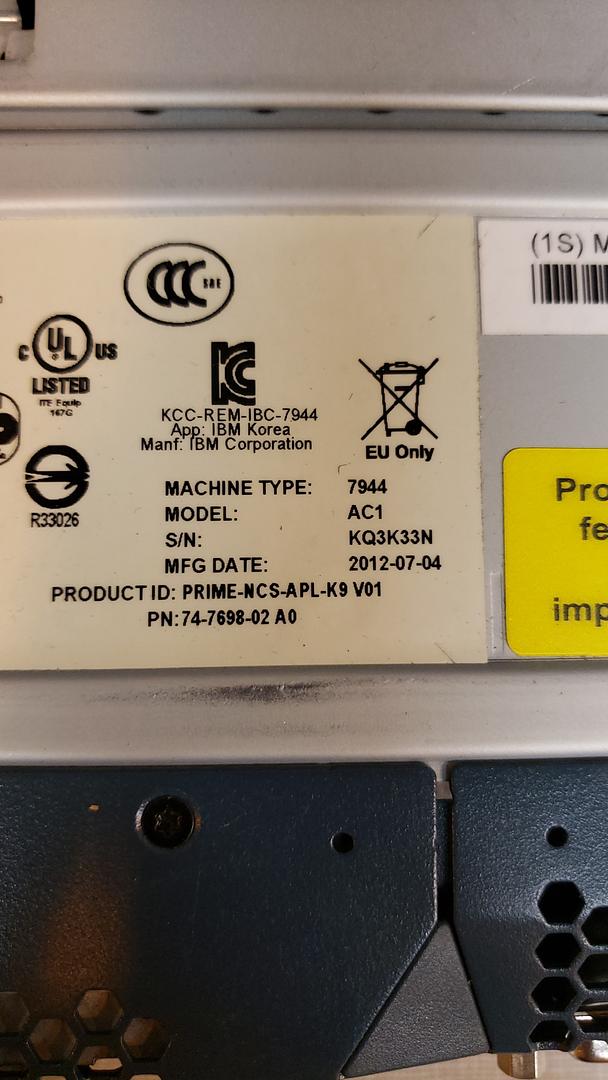 CCC
S&E
(1S) M
C UL US
®
LISTED
ITE Equip
167G
KCC-REM-IBC-7944
App: IBM Korea
Manf: IBM Corporation
EU Only
R33026
MACHINE TYPE: 7944
MODEL: AC1
S/N: KQ3K33N
MFG DATE: 2012-07-04
PRODUCT ID: PRIME-NCS-APL-K9 V01
PN:74-7698-02 A0
Pro
fe
imp